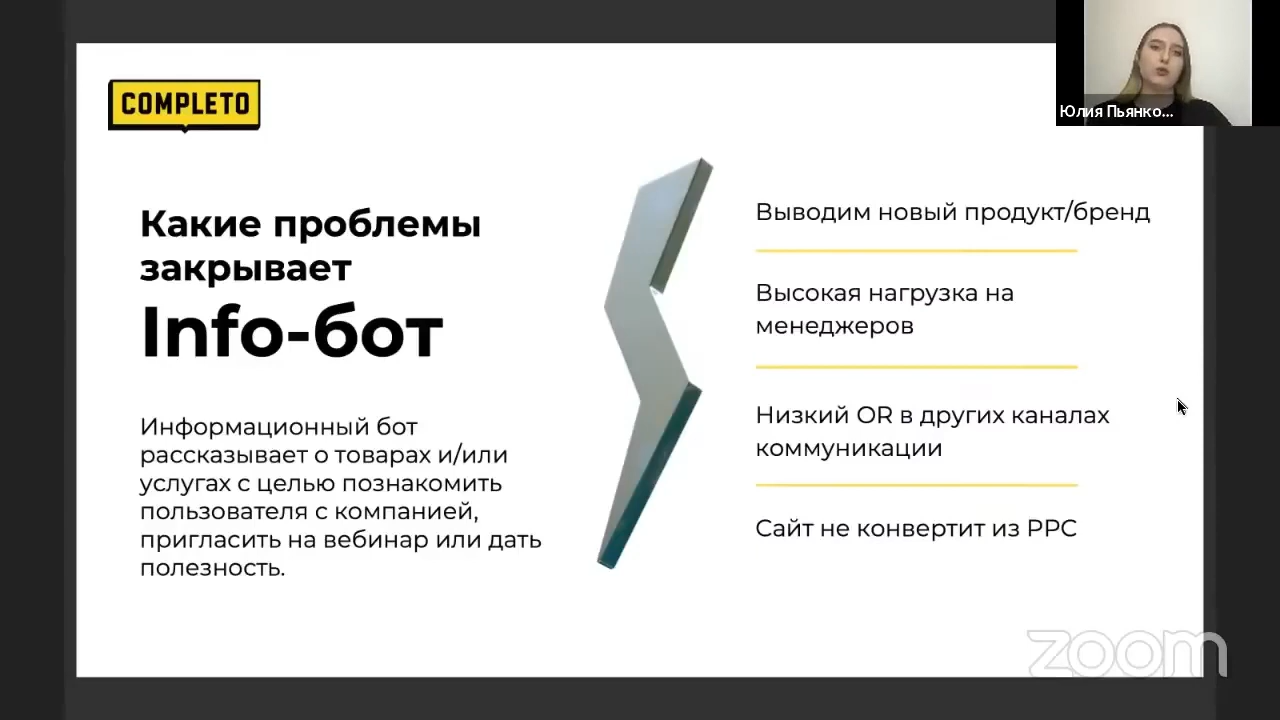 COMPLETO
Юлия Пьянко...
Какие проблемы
закрывает
Info-бот
Информационный бот
рассказывает о товарах и/или
услугах с целью познакомить
пользователя с компанией,
пригласить на вебинар или дать
полезность.
Выводим новый продукт/бренд
Высокая нагрузка на
менеджеров
Низкий OR в других каналах
коммуникации
Сайт не конвертит из PPC
zoom